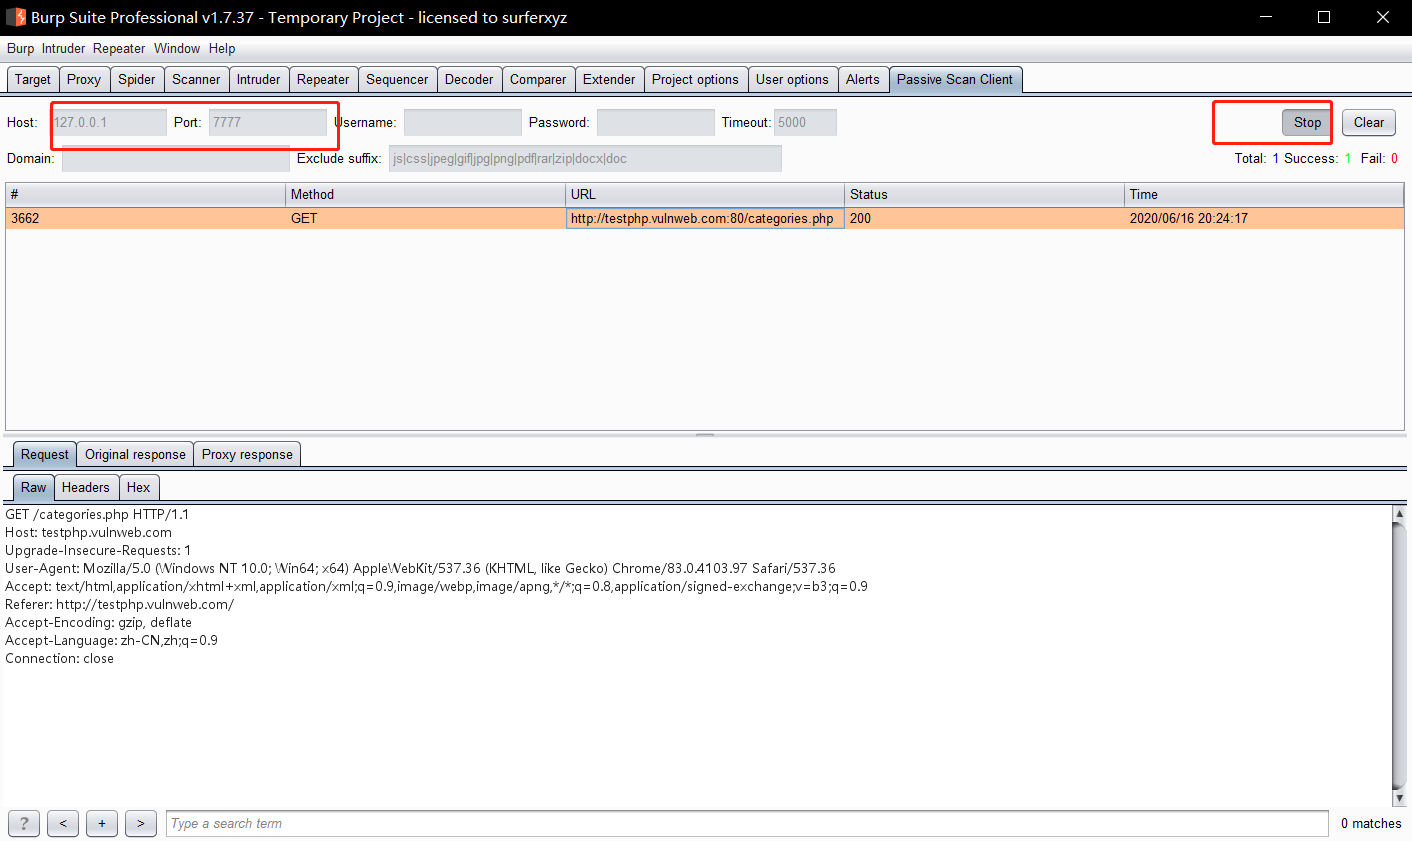 Burp Suite Professional v1.7.37 - Temporary Project - licensed to surferxyz
Burp Intruder Repeater Window Help
Target Proxy Spider Scanner Intruder Repeater Sequencer Decoder Comparer Extender Project options User options Alerts Passive Scan Client
Host: 127.0.0.1 Port: 7777 Username: Password: Timeout: 5000 Stop Clear
Domain: Exclude suffix: js|css|jpeg|gif|jpg|png|pdf|rar|zip|docx|doc Total: 1 Success: 1 Fail: 0
# Method URL Status Time
3662 GET http://testphp.vulnweb.com:80/categories.php 200 2020/06/16 20:24:17
Request Original response Proxy response
Raw Headers Hex
GET /categories.php HTTP/1.1
Host: testphp.vulnweb.com
Upgrade-Insecure-Requests: 1
User-Agent: Mozilla/5.0 (Windows NT 10.0; Win64; x64) AppleWebKit/537.36 (KHTML, like Gecko) Chrome/83.0.4103.97 Safari/537.36
Accept: text/html,application/xhtml+xml,application/xml;q=0.9,image/webp,image/apng,*/*;q=0.8,application/signed-exchange;v=b3;q=0.9
Referer: http://testphp.vulnweb.com/
Accept-Encoding: gzip, deflate
Accept-Language: zh-CN,zh;q=0.9
Connection: close
? < + > Type a search term 0 matches